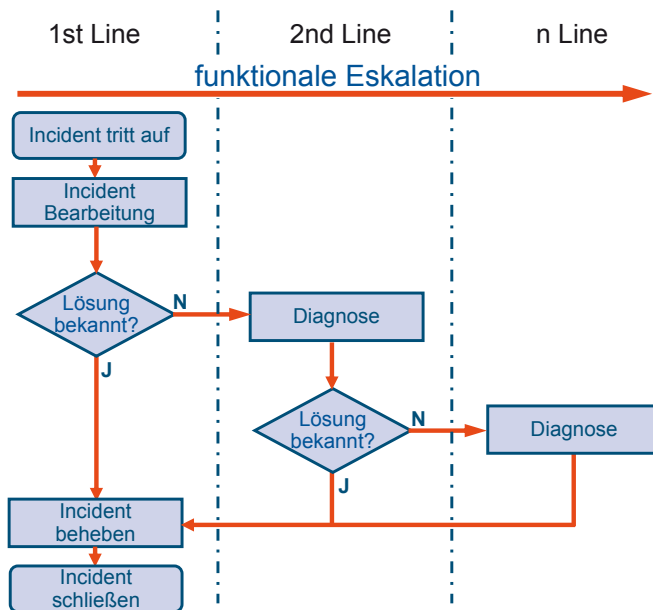 1st Line
2nd Line
n Line
funktionale Eskalation
Incident tritt auf
Incident
Bearbeitung
Lösung
bekannt?
N
Diagnose
J
Lösung
bekannt?
N
Diagnose
J
Incident
beheben
Incident
schließen